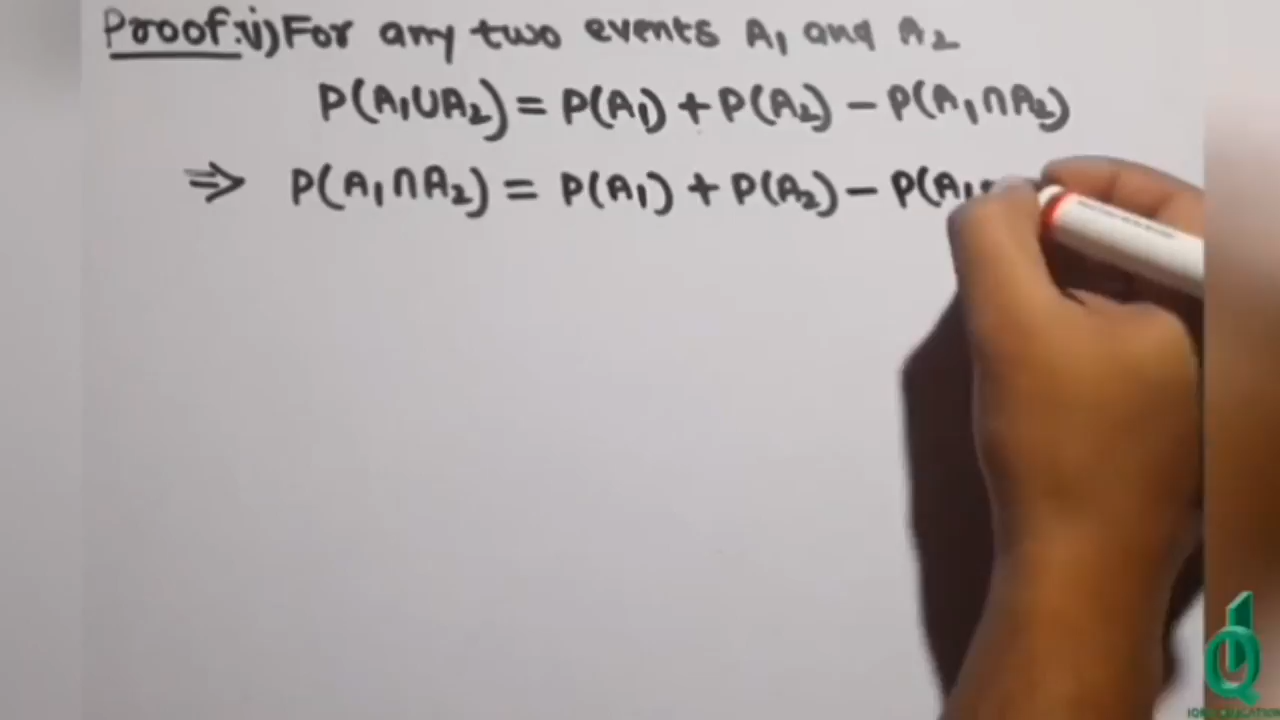 Proof: i) For any two events A₁ and A₂
P(A₁∪A₂) = P(A₁) + P(A₂) − P(A₁∩A₂)
⇒ P(A₁∩A₂) = P(A₁) + P(A₂) − P(A₁